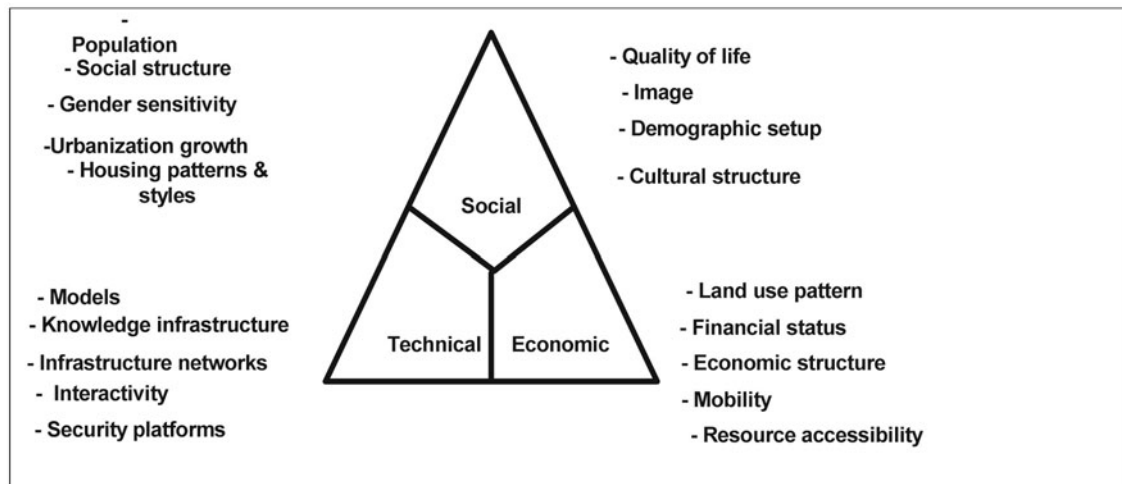 -
Population
- Social structure
- Gender sensitivity
-Urbanization growth
- Housing patterns &
styles
- Quality of life
- Image
- Demographic setup
- Cultural structure
Social
Technical
Economic
- Models
- Knowledge infrastructure
- Infrastructure networks
- Interactivity
- Security platforms
- Land use pattern
- Financial status
- Economic structure
- Mobility
- Resource accessibility